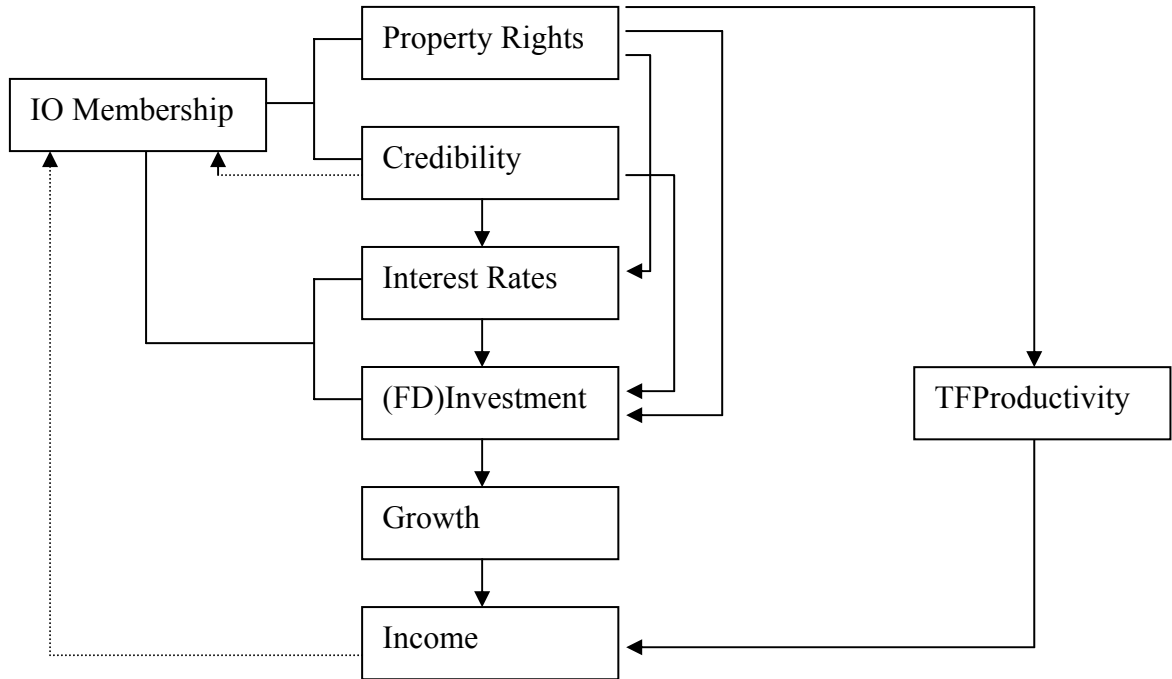 Property Rights
IO Membership
Credibility
Interest Rates
(FD)Investment
TFProductivity
Growth
Income